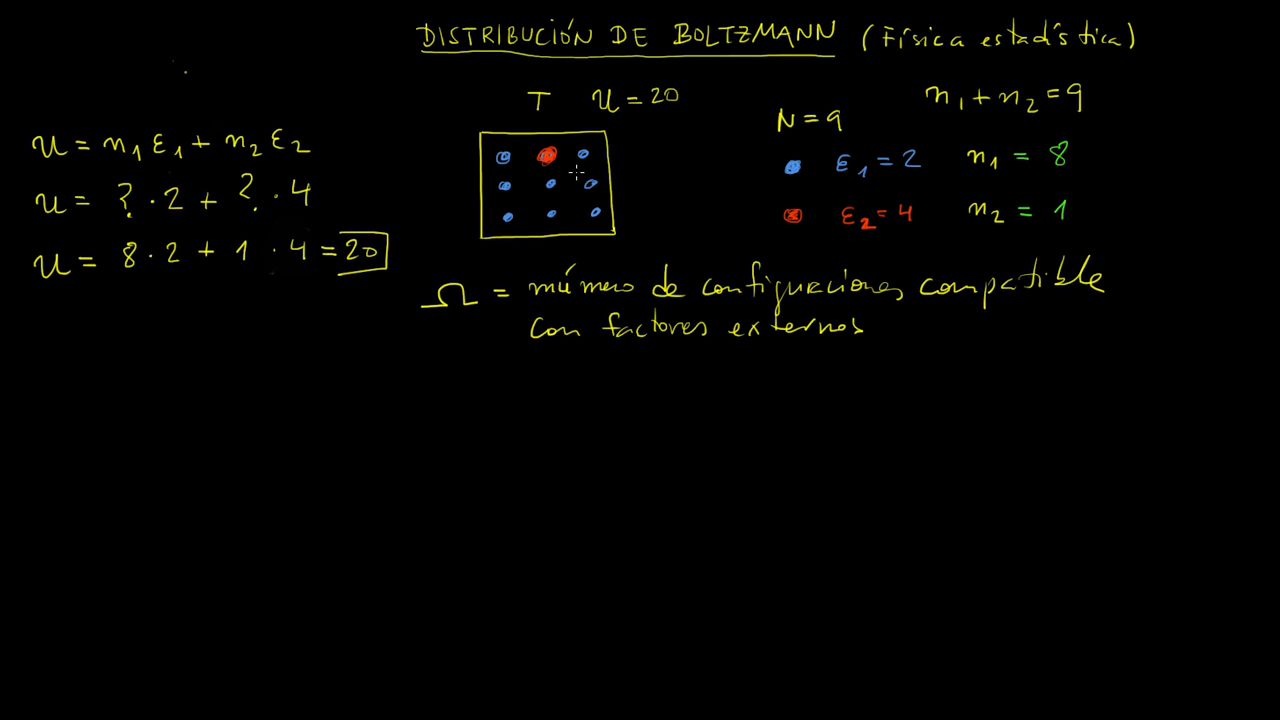 DISTRIBUCIÓN DE BOLTZMANN (Física estadística)
T U = 20
N = 9
n1 + n2 = 9
ε1 = 2 n1 = 8
ε2 = 4 n2 = 1
U = n1 ε1 + n2 ε2
U = ? · 2 + ? · 4
U = 8 · 2 + 1 · 4 = 20
Ω = número de configuraciones compatible
con factores externos